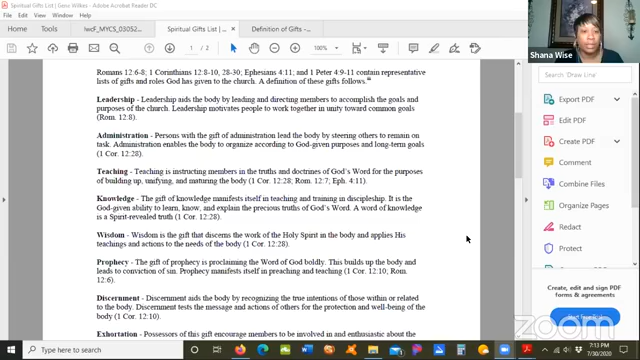 Spiritual Gifts List - Gess Wilkes - Adobe Acrobat Reader DC
Edit View Sign Window Help
Home Tools IwcF_MYCS_03052... Spiritual Gifts List ... × Definition of Gifts - ...
1 / 2 100%
Romans 12:6-8; 1 Corinthians 12:8-10, 28-30; Ephesians 4:11; and 1 Peter 4:9-11 contain representative
lists of gifts and roles God has given to the church. A definition of these gifts follows.
Leadership - Leadership aids the body by leading and directing members to accomplish the goals and
purposes of the church. Leadership motivates people to work together in unity toward common goals
(Rom. 12:8).
Administration - Persons with the gift of administration lead the body by steering others to remain on
task. Administration enables the body to organize according to God-given purposes and long-term goals
(1 Cor. 12:28).
Teaching - Teaching is instructing members in the truths and doctrines of God's Word for the purposes
of building up, unifying, and maturing the body (1 Cor. 12:28; Rom. 12:7; Eph. 4:11).
Knowledge - The gift of knowledge manifests itself in teaching and training in discipleship. It is the
God-given ability to learn, know, and explain the precious truths of God's Word. A word of knowledge
is a Spirit-revealed truth (1 Cor. 12:28).
Wisdom - Wisdom is the gift that discerns the work of the Holy Spirit in the body and applies His
teachings and actions to the needs of the body (1 Cor. 12:28).
Prophecy - The gift of prophecy is proclaiming the Word of God boldly. This builds up the body and
leads to conviction of sin. Prophecy manifests itself in preaching and teaching (1 Cor. 12:10; Rom.
12:6).
Discernment - Discernment aids the body by recognizing the true intentions of those within or related to
the body. Discernment tests the message and actions of others for the protection and well-being of the
body (1 Cor. 12:10).
Exhortation - Possessors of this gift encourage members to be involved in and enthusiastic about the
Shana Wise
Search 'Draw Line'
Export PDF
Edit PDF
Create PDF
Comment
Combine Files
Organize Pages
Redact
Protect
Create, edit and sign PDF
forms & agreements
Start Free Trial
zoom
7:13 PM
7/30/2020